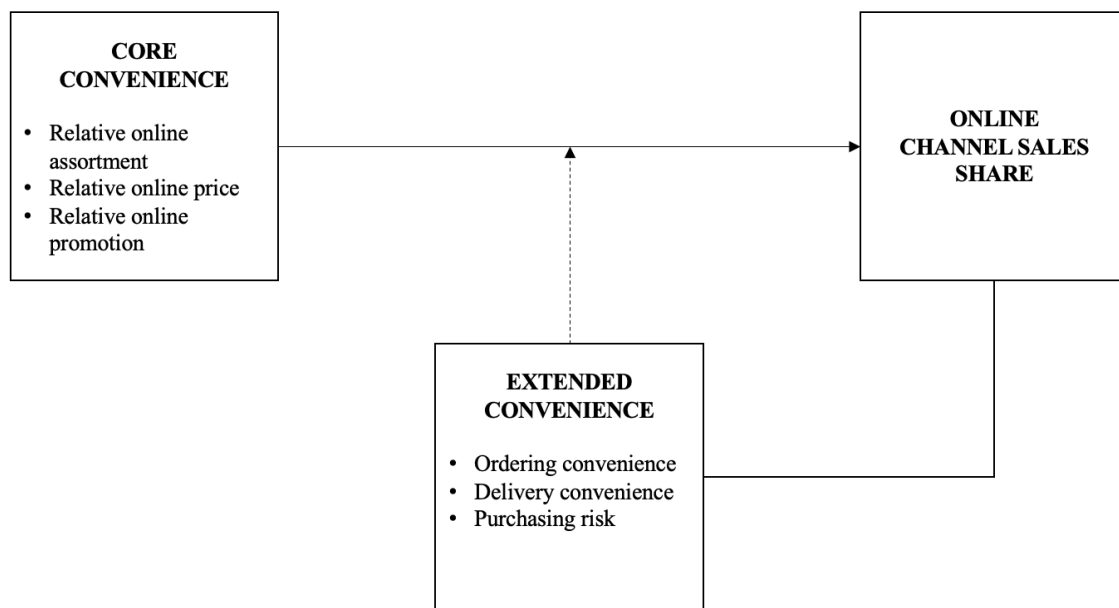 CORE
CONVENIENCE
• Relative online
assortment
• Relative online price
• Relative online
promotion
ONLINE
CHANNEL SALES
SHARE
EXTENDED
CONVENIENCE
• Ordering convenience
• Delivery convenience
• Purchasing risk